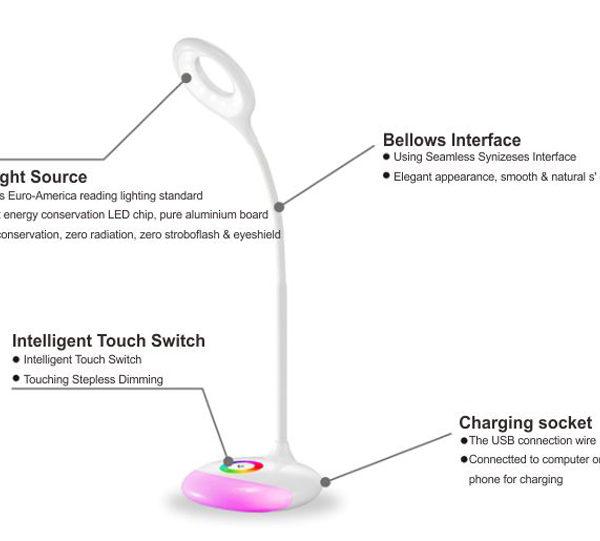 Bellows Interface
● Using Seamless Synizeses Interface
● Elegant appearance, smooth & natural s'
ght Source
s Euro-America reading lighting standard
energy conservation LED chip, pure aluminium board
onservation, zero radiation, zero stroboflash & eyeshield
Intelligent Touch Switch
● Intelligent Touch Switch
● Touching Stepless Dimming
Charging socket
● The USB connection wire
● Connectted to computer or
phone for charging